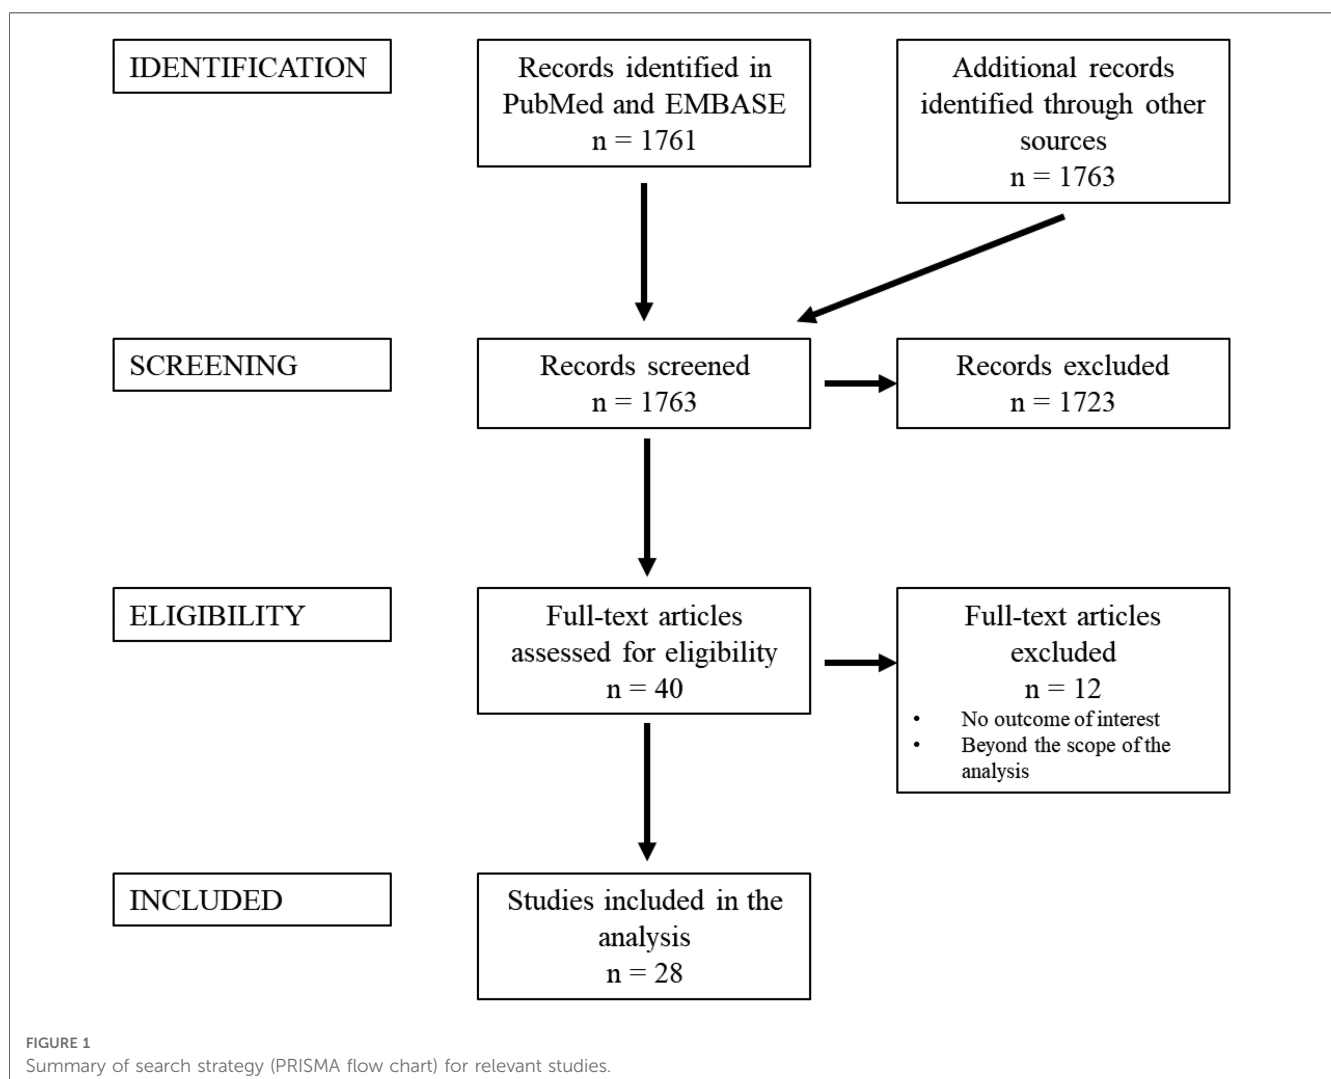 IDENTIFICATION
Records identified in
PubMed and EMBASE
n = 1761
Additional records
identified through other
sources
n = 1763
SCREENING
Records screened
n = 1763
Records excluded
n = 1723
ELIGIBILITY
Full-text articles
assessed for eligibility
n = 40
Full-text articles
excluded
n = 12
• No outcome of interest
• Beyond the scope of the
analysis
INCLUDED
Studies included in the
analysis
n = 28
FIGURE 1
Summary of search strategy (PRISMA flow chart) for relevant studies.